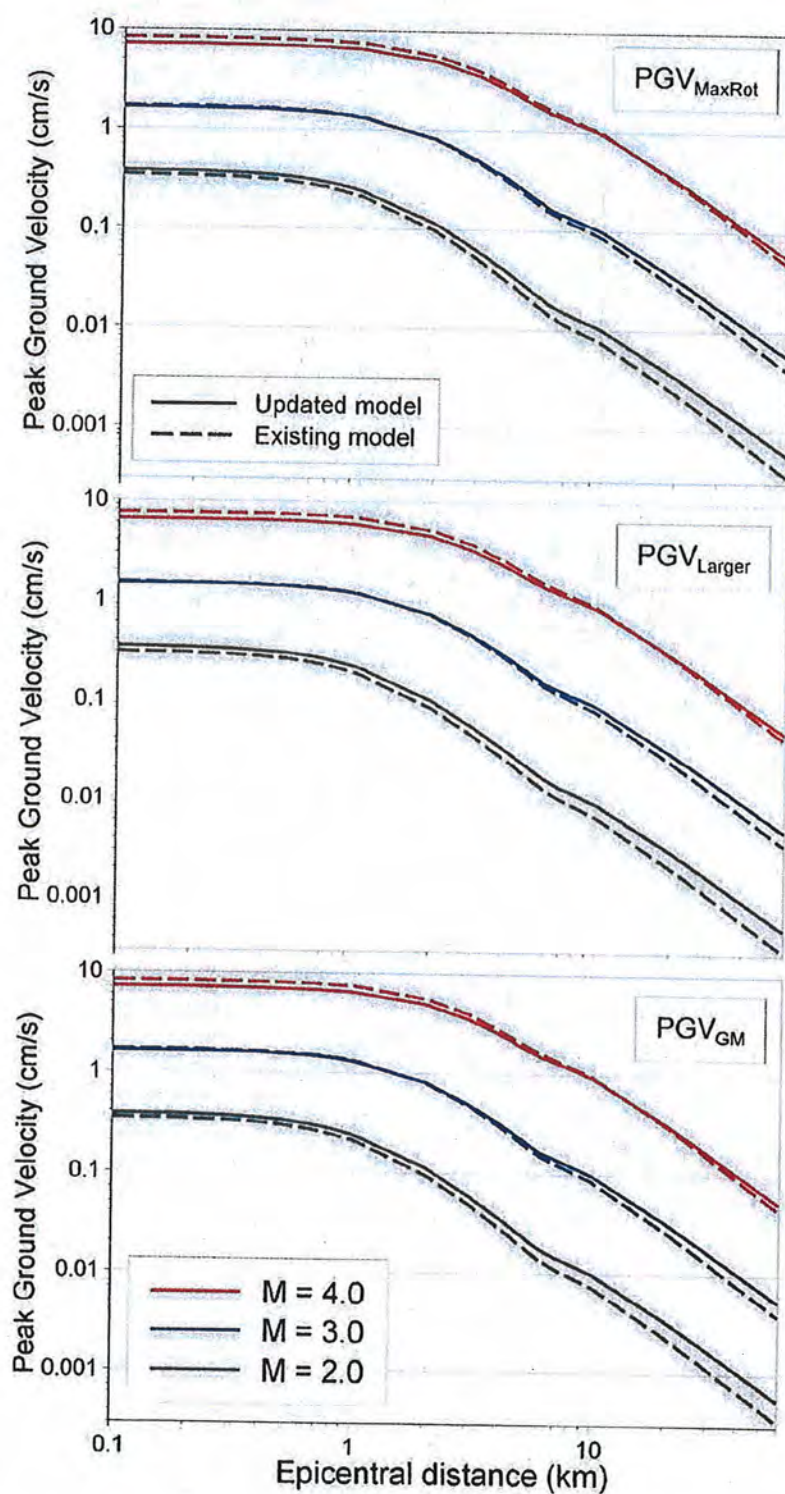 10
1
0.1
0.01
0.001
Peak Ground Velocity (cm/s)
PGV_MaxRot
Updated model
Existing model
10
1
0.1
0.01
0.001
Peak Ground Velocity (cm/s)
PGV_Larger
10
1
0.1
0.01
0.001
Peak Ground Velocity (cm/s)
PGV_GM
M = 4.0
M = 3.0
M = 2.0
0.1 1 10
Epicentral distance (km)